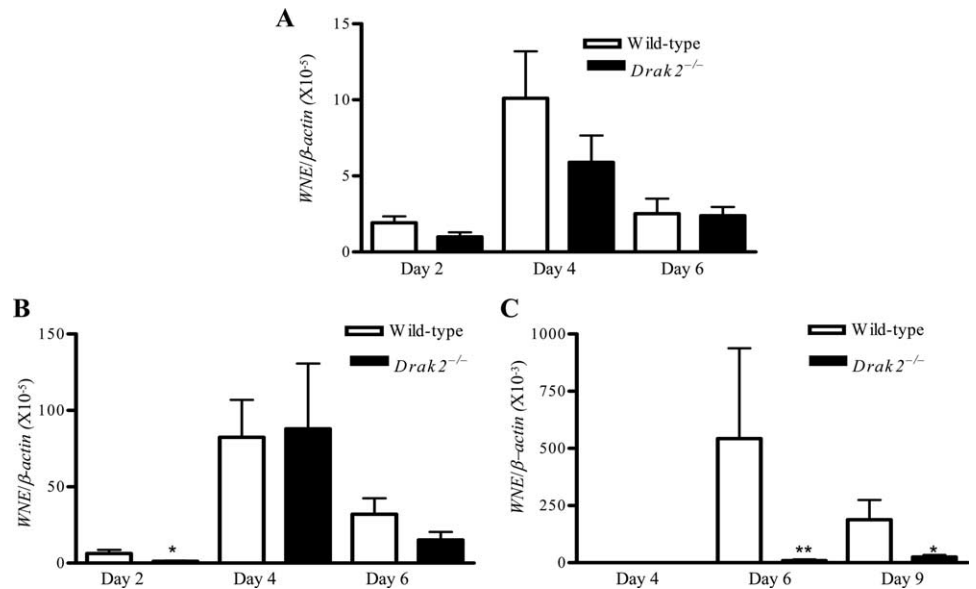 A
WNE/β-actin (X10⁻⁵)
15
10
5
0
Wild-type
Drak2⁻/⁻
Day 2 Day 4 Day 6
B
WNE/β-actin (X10⁻⁵)
150
100
50
0
Wild-type
Drak2⁻/⁻
*
Day 2 Day 4 Day 6
C
WNE/β-actin (X10⁻³)
1000
750
500
250
0
Wild-type
Drak2⁻/⁻
** *
Day 4 Day 6 Day 9